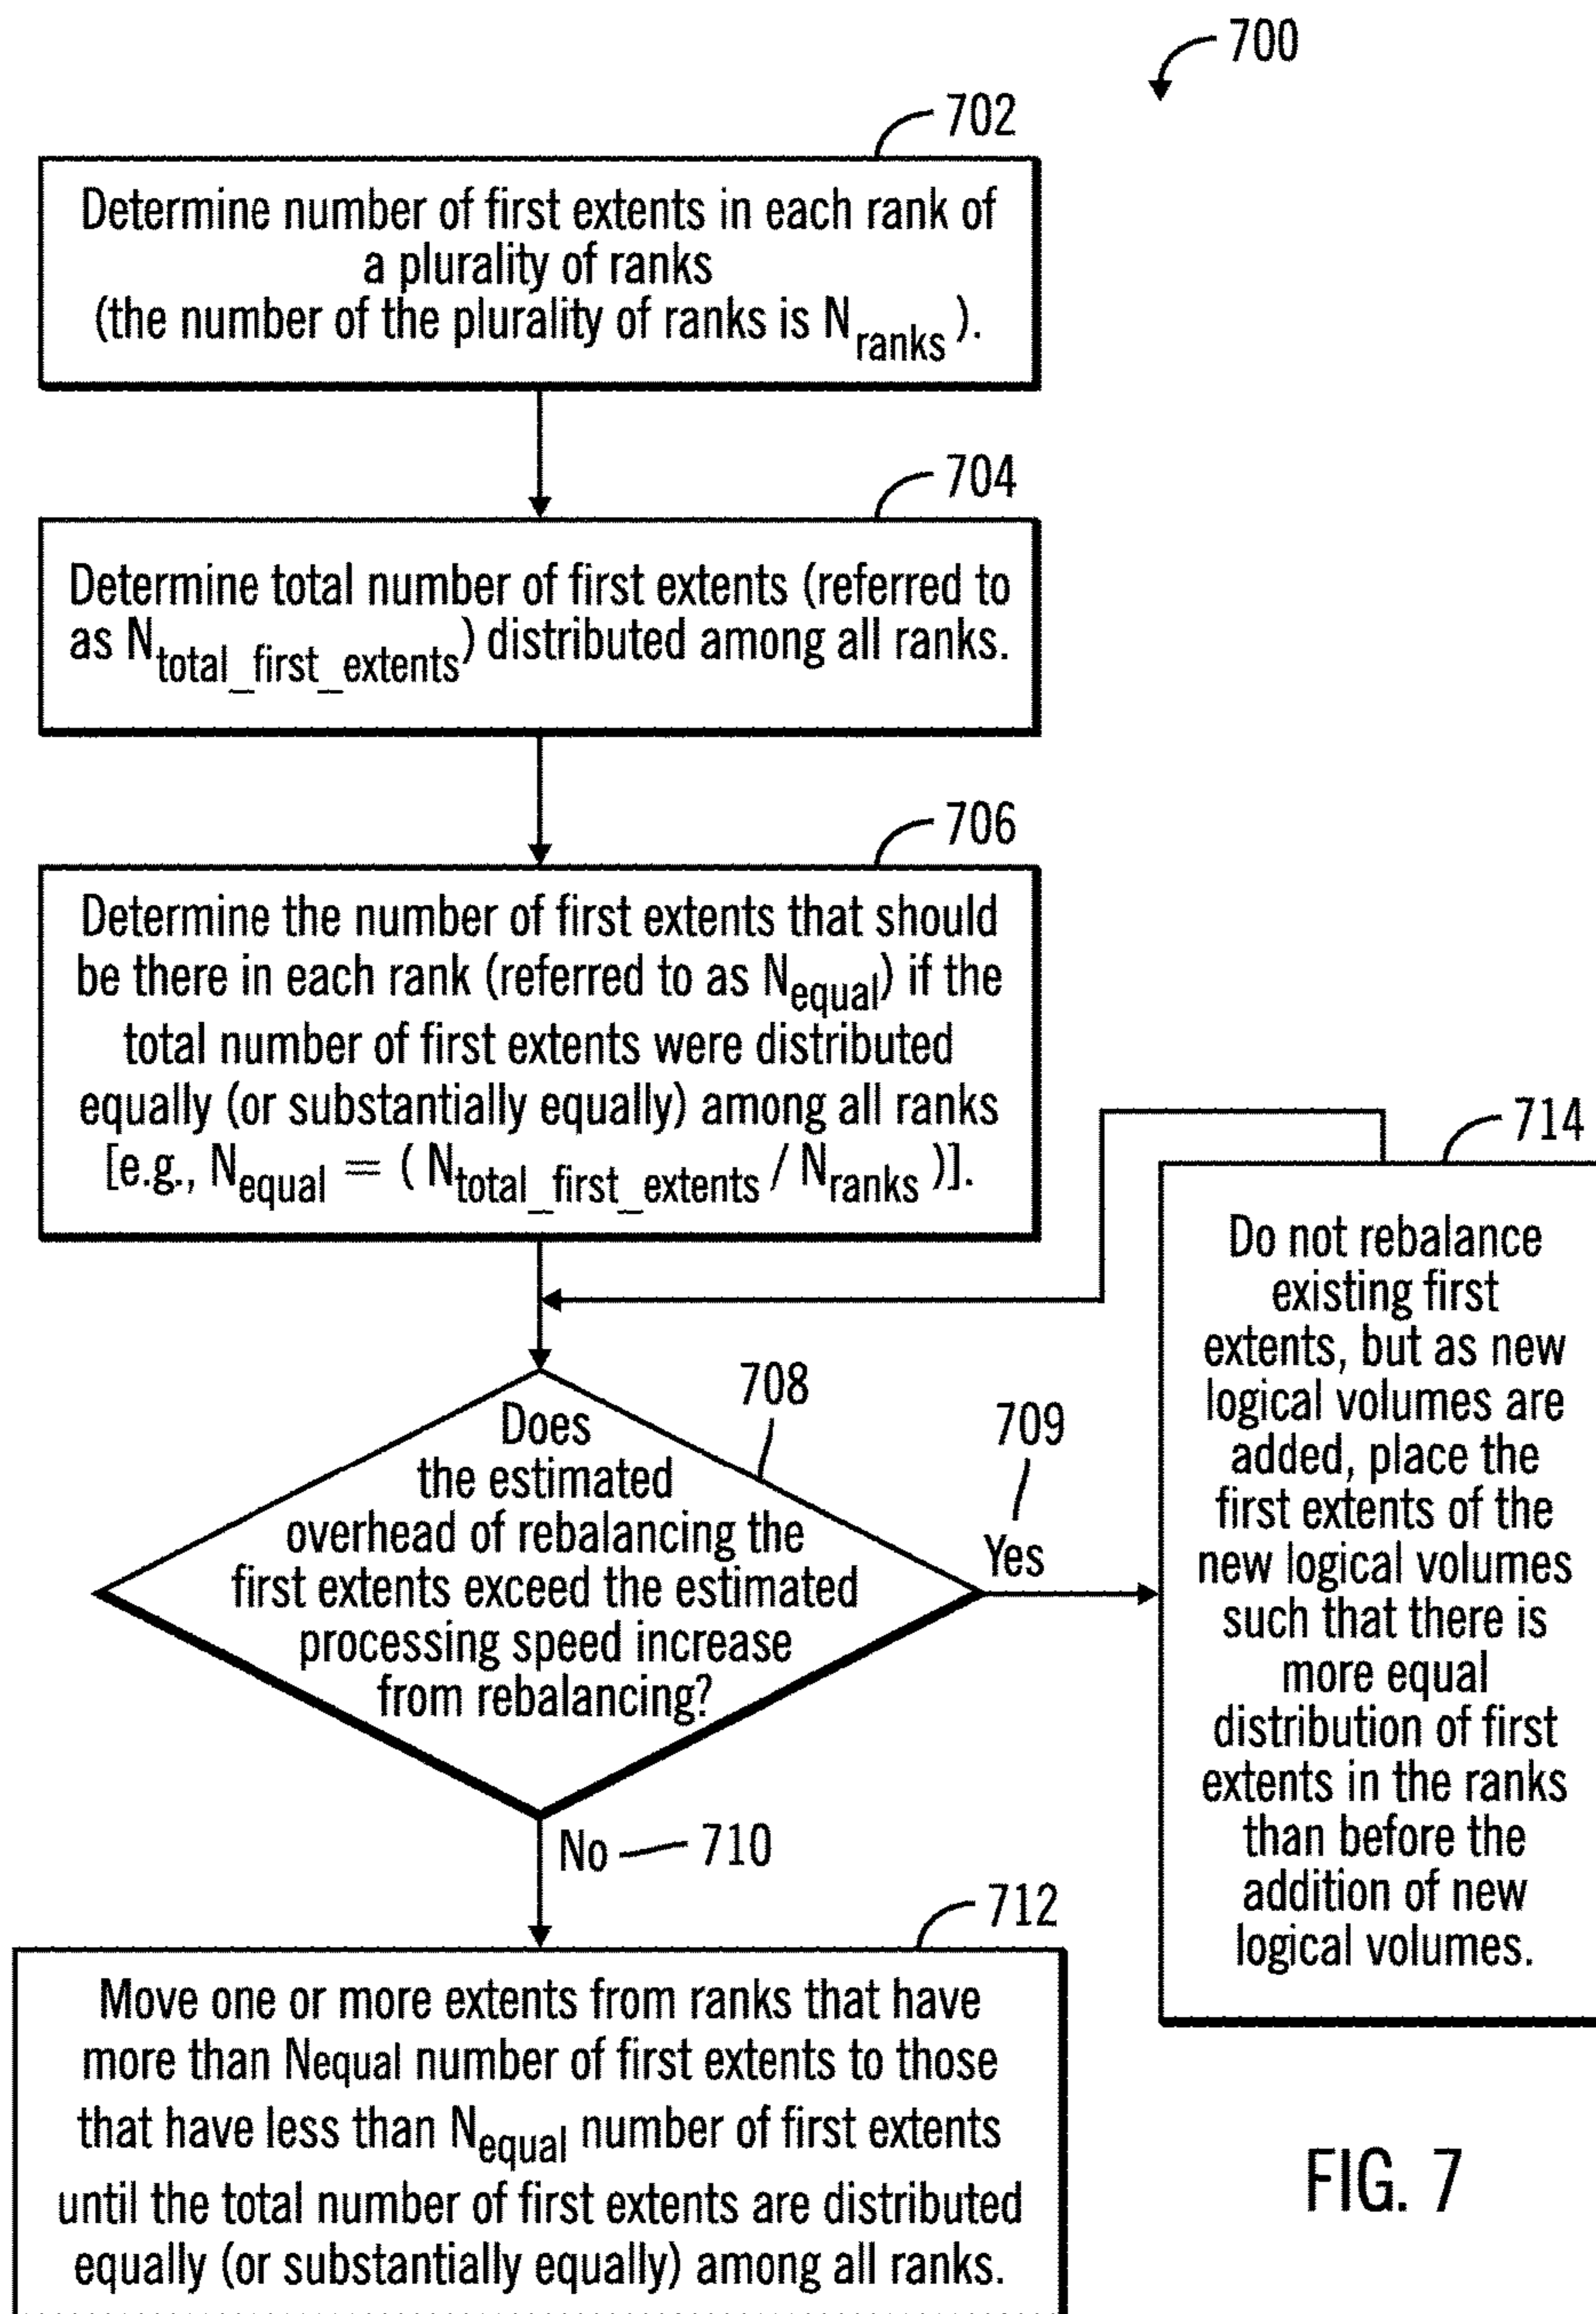 700
702
Determine number of first extents in each rank of
a plurality of ranks
(the number of the plurality of ranks is Nranks ).
704
Determine total number of first extents (referred to
as Ntotal_first_extents) distributed among all ranks.
706
Determine the number of first extents that should
be there in each rank (referred to as Nequal) if the
total number of first extents were distributed
equally (or substantially equally) among all ranks
[e.g., Nequal = ( Ntotal_first_extents / Nranks )].
708
Does
the estimated
overhead of rebalancing the
first extents exceed the estimated
processing speed increase
from rebalancing?
709
Yes
714
Do not rebalance
existing first
extents, but as new
logical volumes are
added, place the
first extents of the
new logical volumes
such that there is
more equal
distribution of first
extents in the ranks
than before the
addition of new
logical volumes.
No 710
712
Move one or more extents from ranks that have
more than Nequal number of first extents to those
that have less than Nequal number of first extents
until the total number of first extents are distributed
equally (or substantially equally) among all ranks.
FIG. 7